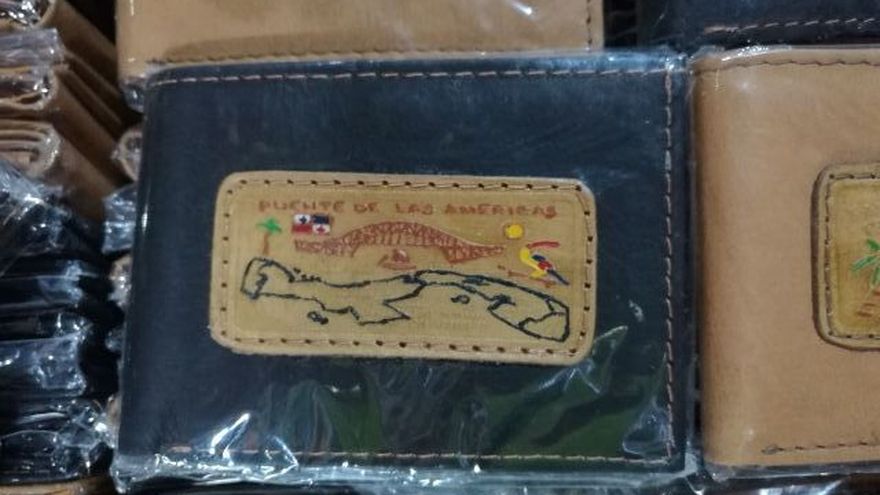 PUENTE DE LAS AMERICAS